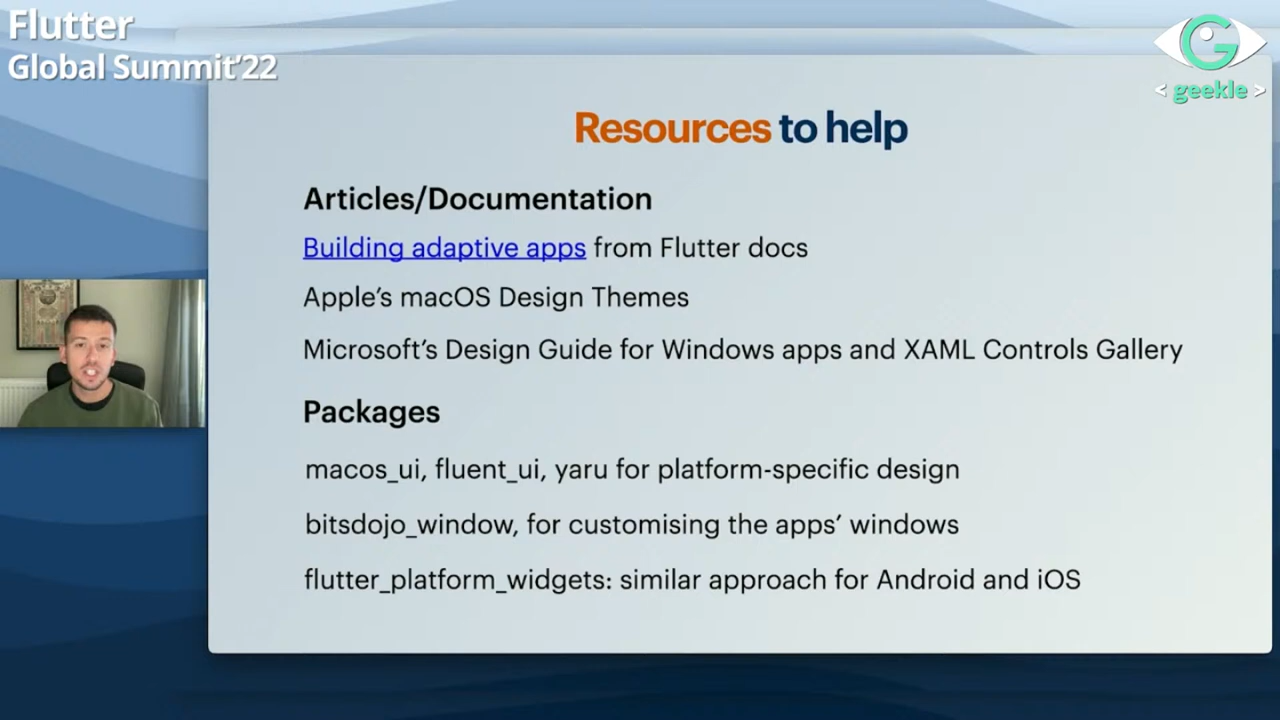 Flutter
Global Summit'22
< geekle >
Resources to help
Articles/Documentation
Building adaptive apps from Flutter docs
Apple's macOS Design Themes
Microsoft's Design Guide for Windows apps and XAML Controls Gallery
Packages
macos_ui, fluent_ui, yaru for platform-specific design
bitsdojo_window, for customising the apps' windows
flutter_platform_widgets: similar approach for Android and iOS